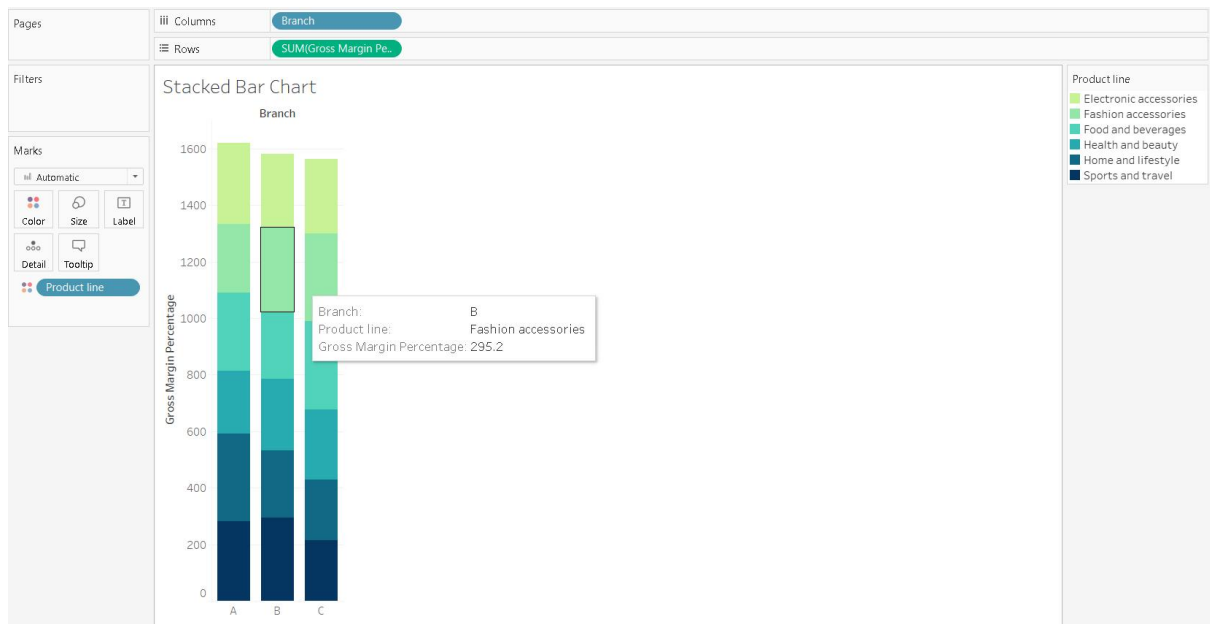 Pages
Columns
Branch
Rows
SUM(Gross Margin Pe..
Filters
Marks
Automatic
Color
Size
Label
Detail
Tooltip
Product line
Stacked Bar Chart
Branch
Gross Margin Percentage
1600
1400
1200
1000
800
600
400
200
0
A B C
Branch: B
Product line: Fashion accessories
Gross Margin Percentage: 295.2
Product line
Electronic accessories
Fashion accessories
Food and beverages
Health and beauty
Home and lifestyle
Sports and travel